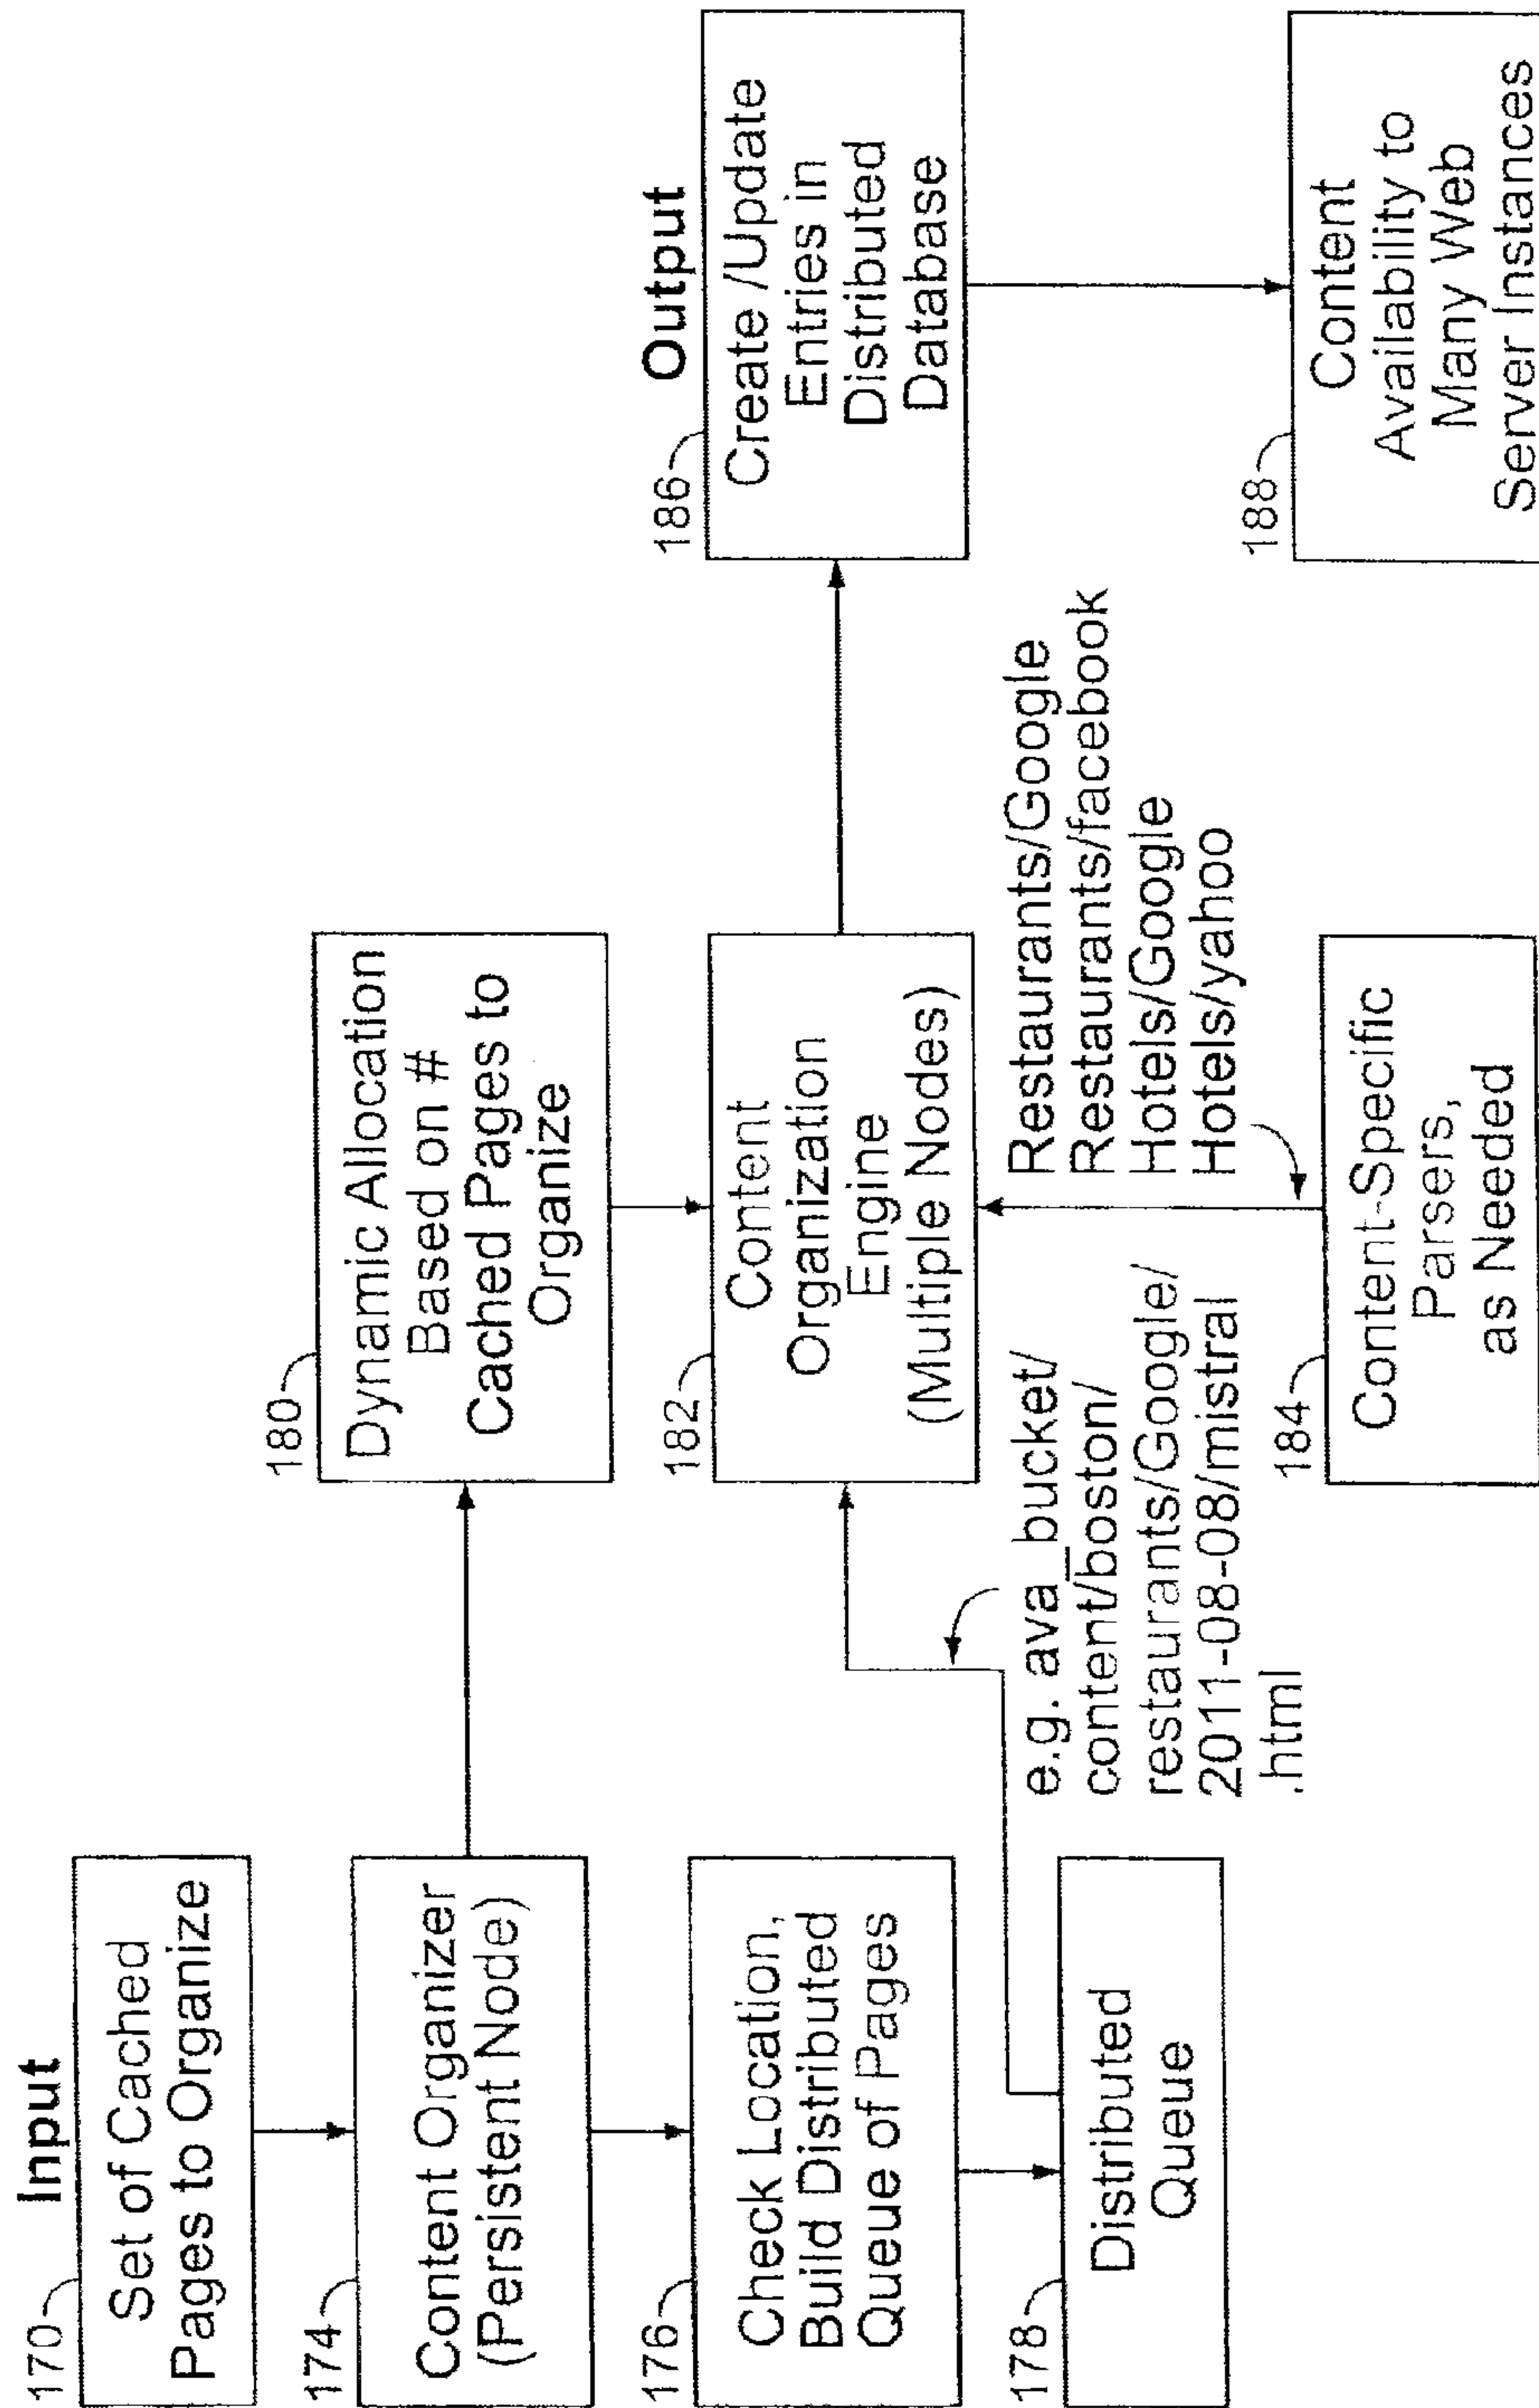 Input
170
Set of Cached
Pages to Organize
174
Content Organizer
(Persistent Node)
176
Check Location,
Build Distributed
Queue of Pages
178
Distributed
Queue
180
Dynamic Allocation
Based on #
Cached Pages to
Organize
182
Content
Organization
Engine
(Multiple Nodes)
e.g. ava_bucket/
content/boston/
restaurants/Google/
2011-08-08/mistral
.html
184
Content-Specific
Parsers,
as Needed
Restaurants/Google
Restaurants/facebook
Hotels/Google
Hotels/yahoo
Output
186
Create /Update
Entries in
Distributed
Database
188
Content
Availability to
Many Web
Server Instances